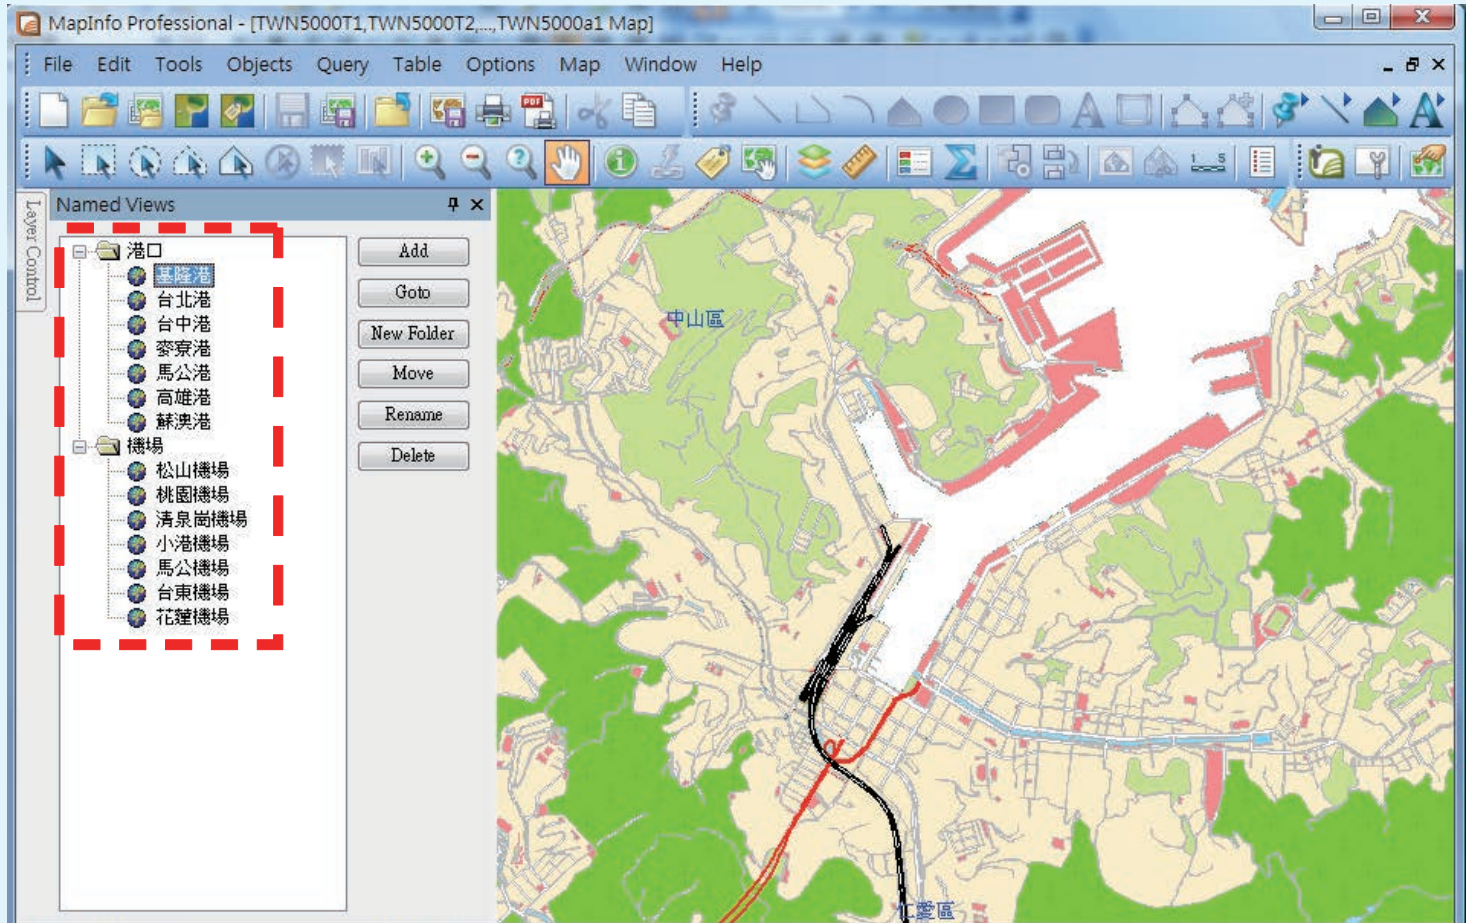 MapInfo Professional - [TWN5000T1,TWN5000T2,...,TWN5000a1 Map]
File Edit Tools Objects Query Table Options Map Window Help
PDF
Layer Control
Named Views
港口
基隆港
台北港
台中港
麥寮港
馬公港
高雄港
蘇澳港
機場
松山機場
桃園機場
清泉崗機場
小港機場
馬公機場
台東機場
花蓮機場
Add
Goto
New Folder
Move
Rename
Delete
中山區
仁愛區